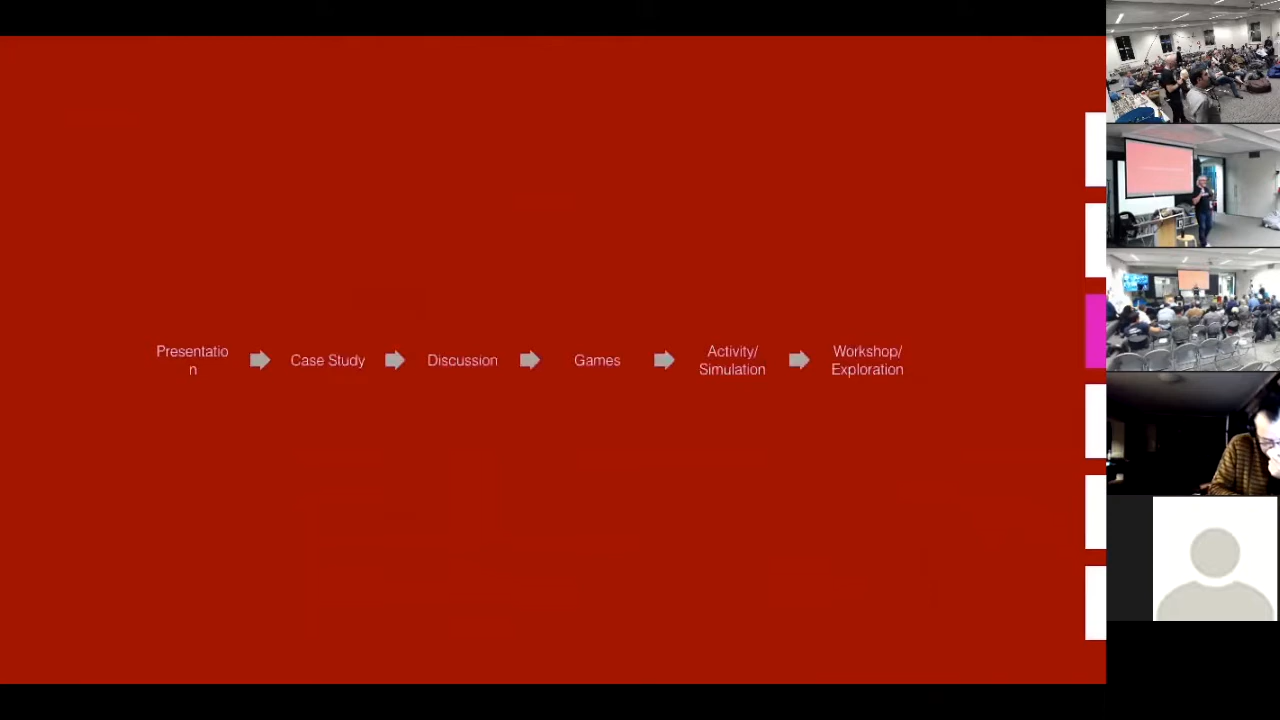 Presentatio
n
Case Study
Discussion
Games
Activity/
Simulation
Workshop/
Exploration